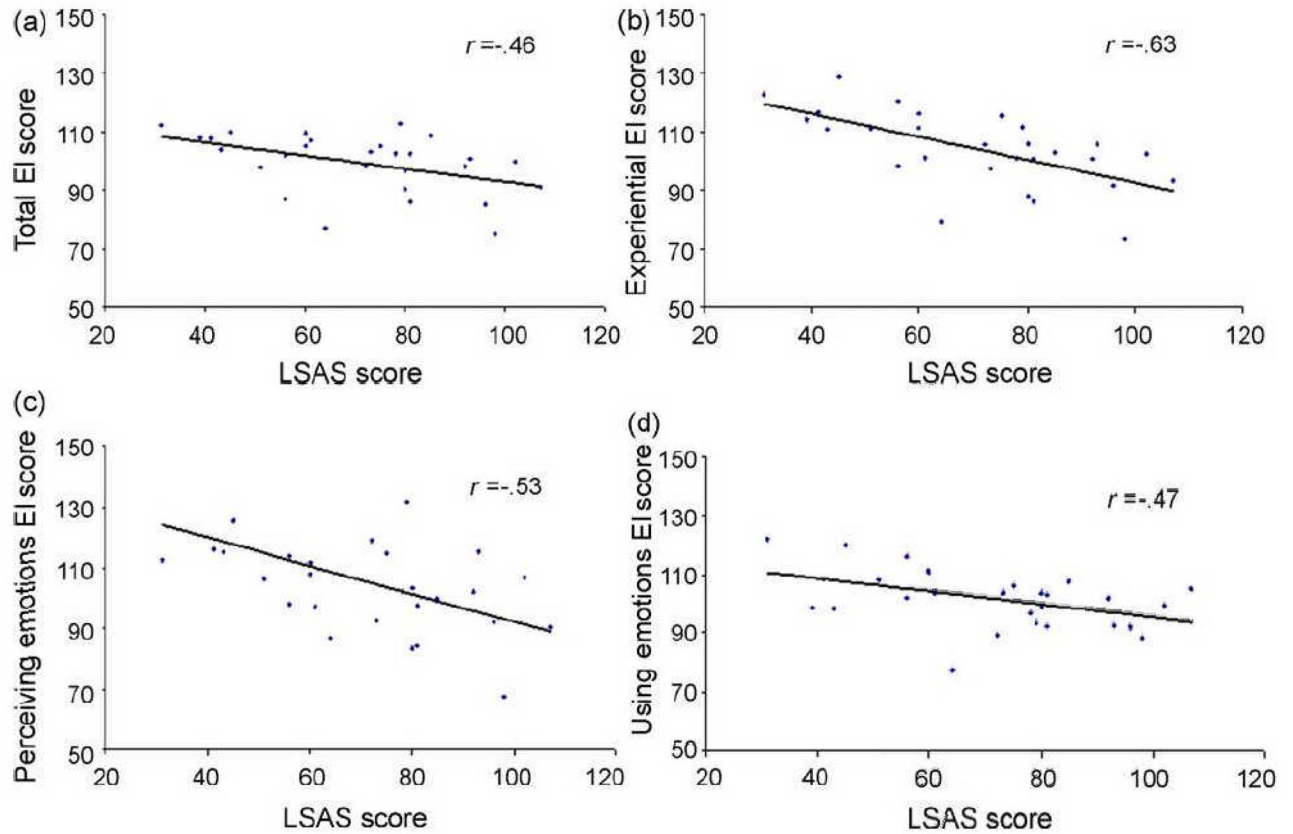 (a)
150
130
110
90
70
50
Total EI score
r =-.46
20 40 60 80 100 120
LSAS score
(b)
150
130
110
90
70
50
Experiential EI score
r =-.63
20 40 60 80 100 120
LSAS score
(c)
150
130
110
90
70
50
Perceiving emotions EI score
r =-.53
20 40 60 80 100 120
LSAS score
(d)
150
130
110
90
70
50
Using emotions EI score
r =-.47
20 40 60 80 100 120
LSAS score